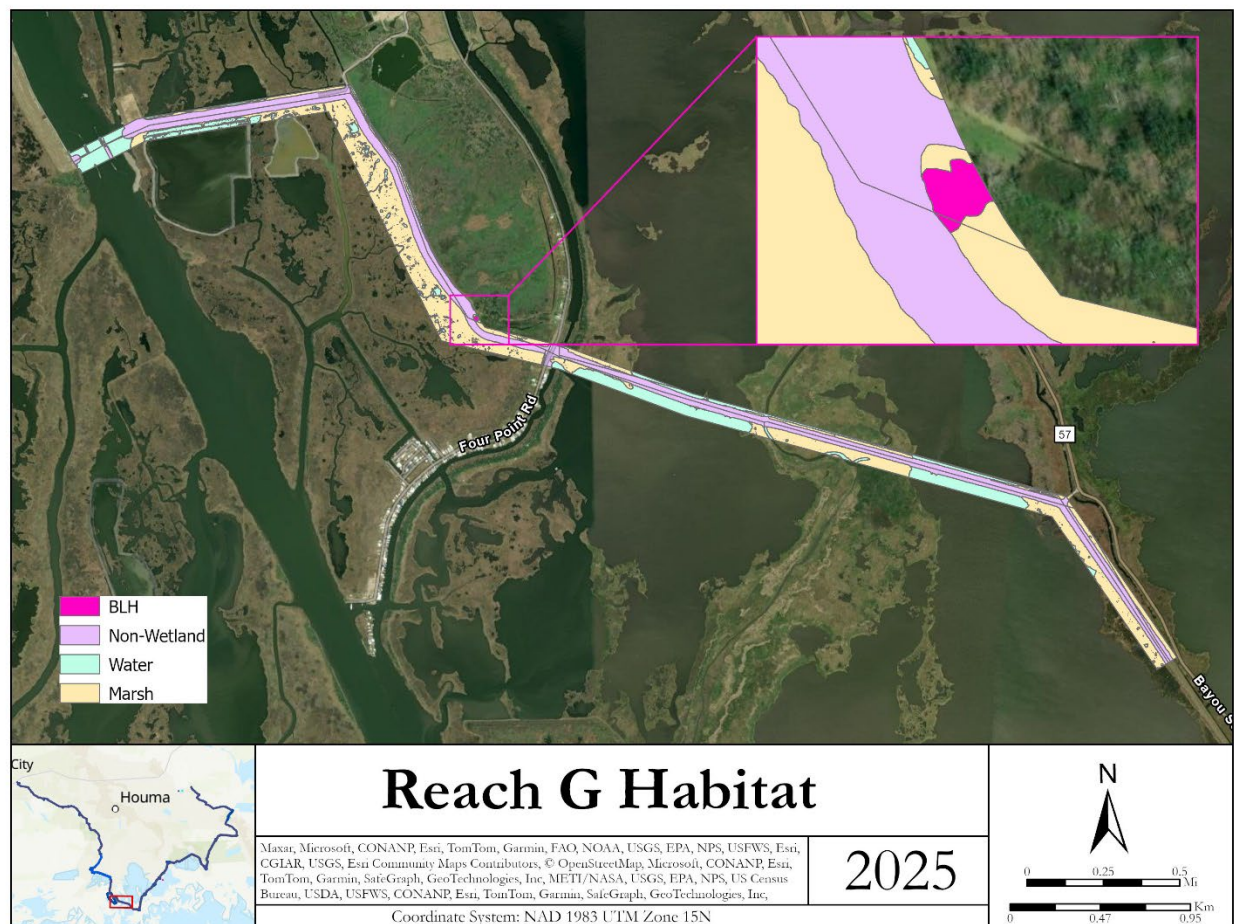 Four Point Rd
57
Bayou S
BLH
Non-Wetland
Water
Marsh
City
Houma
Reach G Habitat
Maxar, Microsoft, CONANP, Esri, TomTom, Garmin, FAO, NOAA, USGS, EPA, NPS, USFWS, Esri,
CGIAR, USGS, Esri Community Maps Contributors, © OpenStreetMap, Microsoft, CONANP, Esri,
TomTom, Garmin, SafeGraph, GeoTechnologies, Inc, METI/NASA, USGS, EPA, NPS, US Census
Bureau, USDA, USFWS, CONANP, Esri, TomTom, Garmin, SafeGraph, GeoTechnologies, Inc,
Coordinate System: NAD 1983 UTM Zone 15N
2025
N
0 0.25 0.5
Mi
Km
0 0.47 0.95